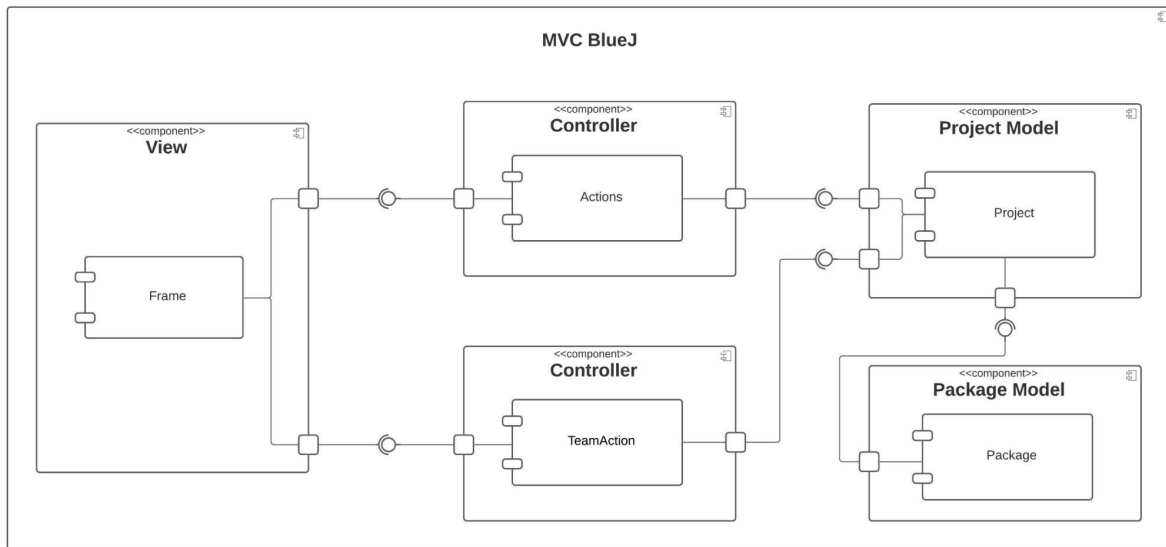 MVC BlueJ
<<component>>
View
Frame
<<component>>
Controller
Actions
<<component>>
Controller
TeamAction
<<component>>
Project Model
Project
<<component>>
Package Model
Package